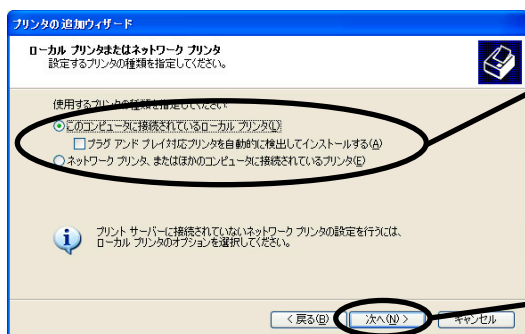 プリンタの追加ウィザード
ローカル プリンタまたはネットワーク プリンタ
設定するプリンタの種類を指定してください。
使用するプリンタの種類を指定してください:
◉このコンピュータに接続されているローカル プリンタ(L)
□プラグ アンド プレイ対応プリンタを自動的に検出してインストールする(A)
○ネットワーク プリンタ、またはほかのコンピュータに接続されているプリンタ(E)
プリント サーバーに接続されていないネットワーク プリンタの設定を行うには、
ローカル プリンタのオプションを選択してください。
< 戻る(B) 次へ(N) > キャンセル